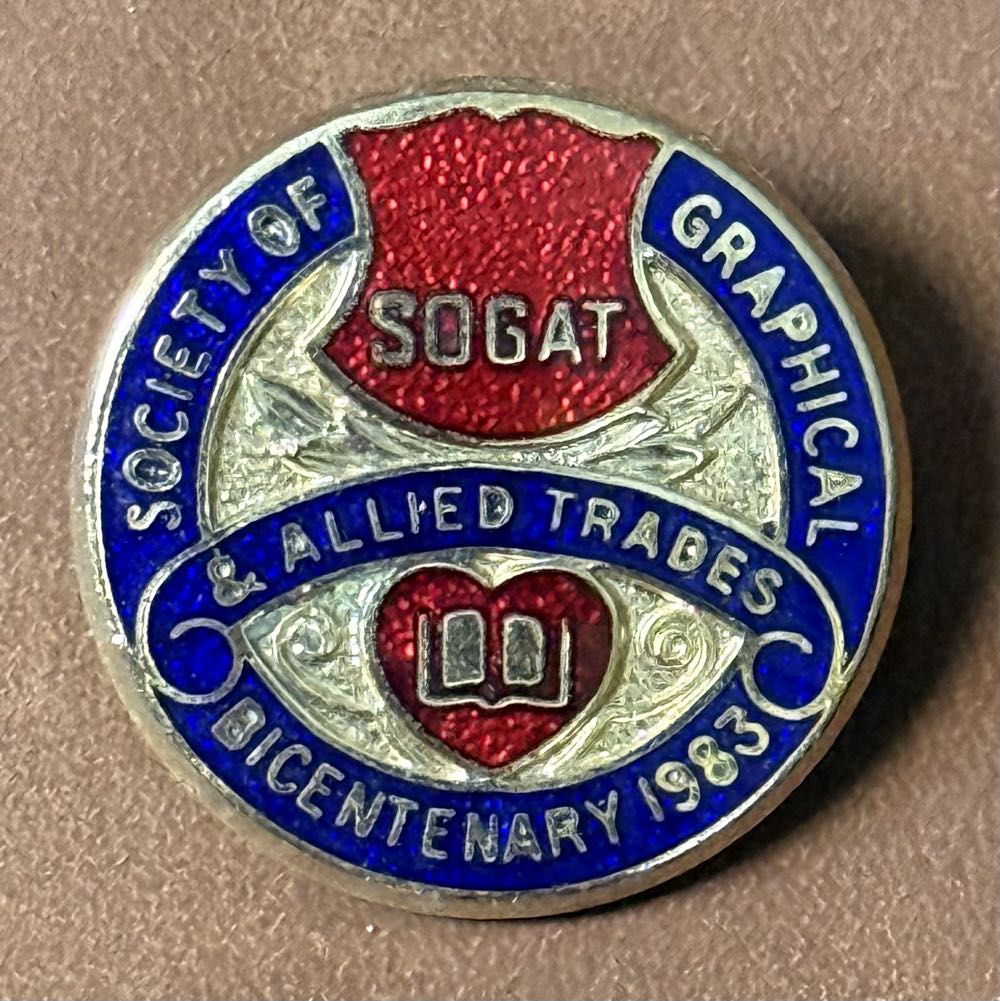 SOCIETY OF GRAPHICAL
SOGAT
& ALLIED TRADES
BICENTENARY 1983